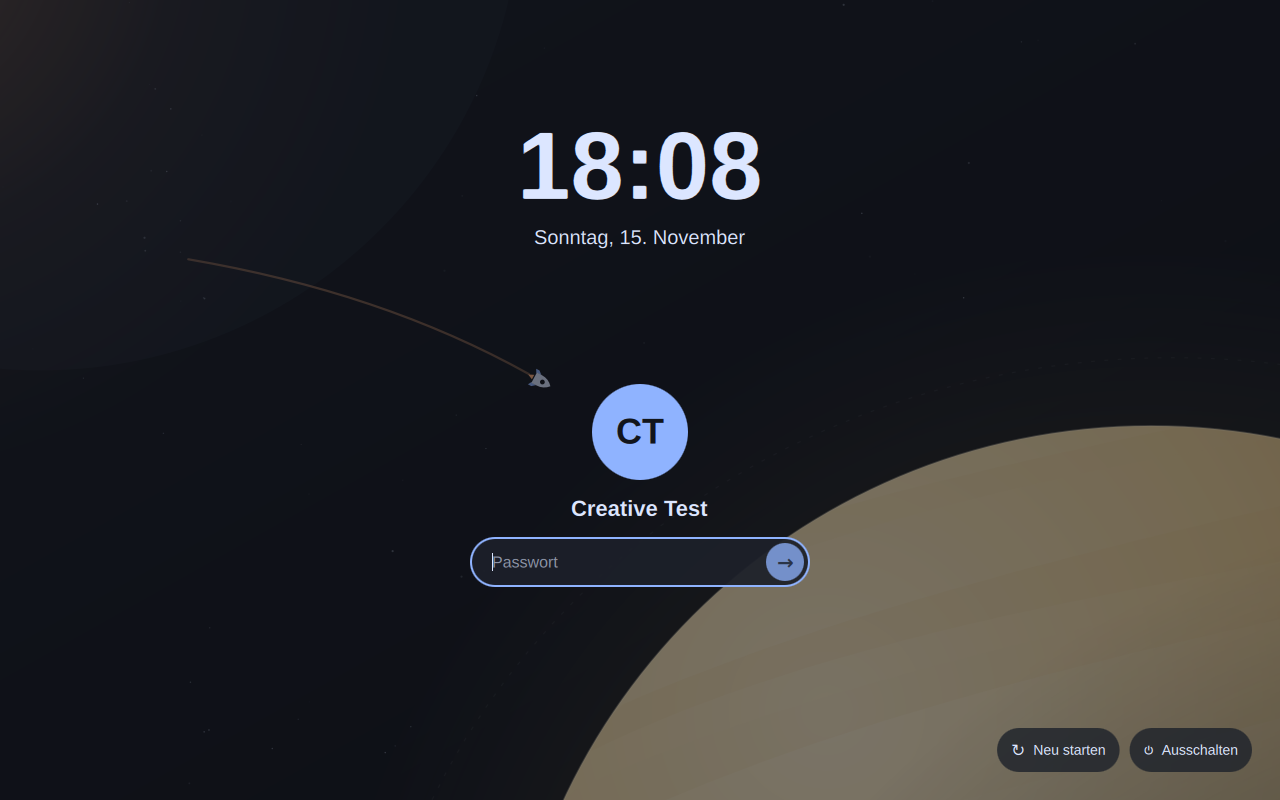 18:08
Sonntag, 15. November
CT
Creative Test
Passwort
Neu starten
Ausschalten